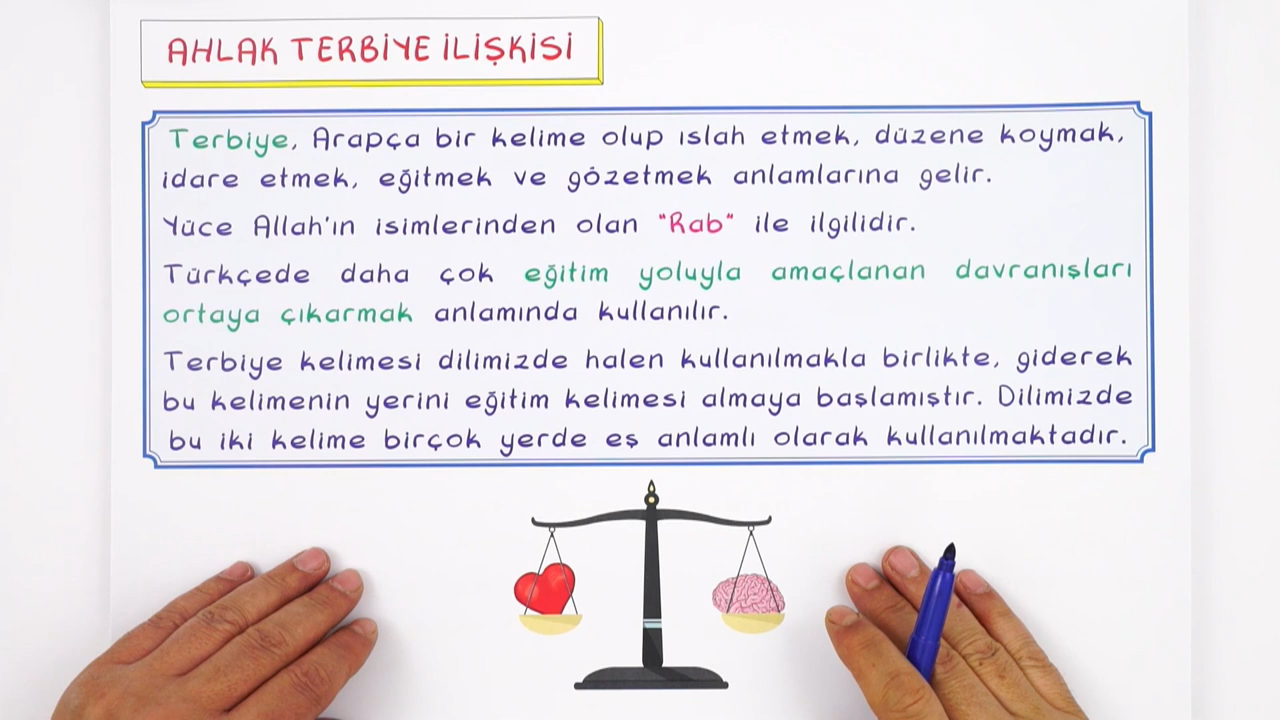 AHLAK TERBİYE İLİŞKİSİ
Terbiye, Arapça bir kelime olup ıslah etmek, düzene koymak,
idare etmek, eğitmek ve gözetmek anlamlarına gelir.
Yüce Allah'ın isimlerinden olan "Rab" ile ilgilidir.
Türkçede daha çok eğitim yoluyla amaçlanan davranışları
ortaya çıkarmak anlamında kullanılır.
Terbiye kelimesi dilimizde halen kullanılmakla birlikte, giderek
bu kelimenin yerini eğitim kelimesi almaya başlamıştır. Dilimizde
bu iki kelime birçok yerde eş anlamlı olarak kullanılmaktadır.